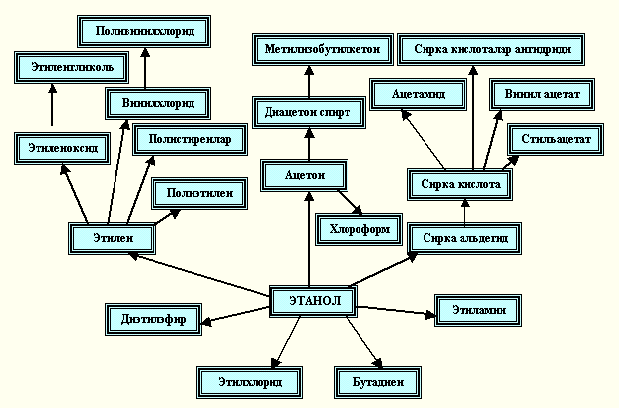 Поливинилхлорид
Метилизобутилкетон
Сирка кислоталар ангидриди
Этиленгликоль
Ацетамид
Винил ацетат
Винилхлорид
Диацетон спирт
Этиленоксид
Полистиренлар
Стильацетат
Ацетон
Сирка кислота
Полиэтилен
Хлороформ
Этилен
Сирка альдегид
ЭТАНОЛ
Диэтилэфир
Этиламин
Этилхлорид
Бутадиен